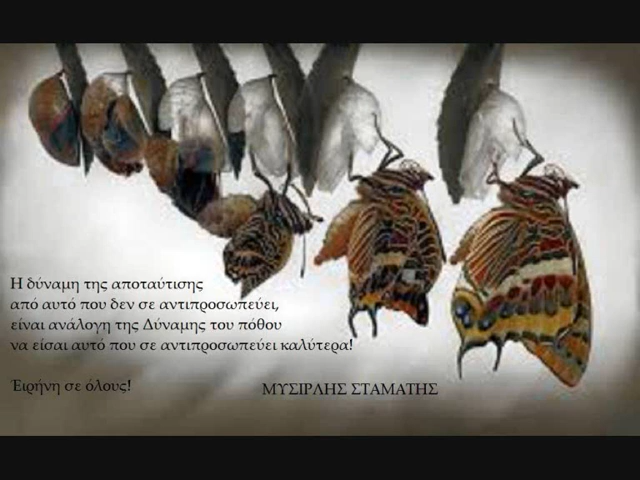 Η δύναμη της αποταύτισης
από αυτό που δεν σε αντιπροσωπεύει,
είναι ανάλογη της Δύναμης του πόθου
να είσαι αυτό που σε αντιπροσωπεύει καλύτερα!
Έιρήνη σε όλους!
ΜΥΣΙΡΛΗΣ ΣΤΑΜΑΤΗΣ